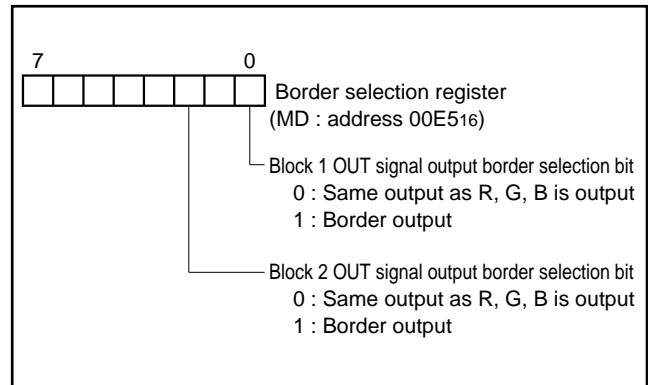 7 0
Border selection register
(MD : address 00E516)
Block 1 OUT signal output border selection bit
0 : Same output as R, G, B is output
1 : Border output
Block 2 OUT signal output border selection bit
0 : Same output as R, G, B is output
1 : Border output